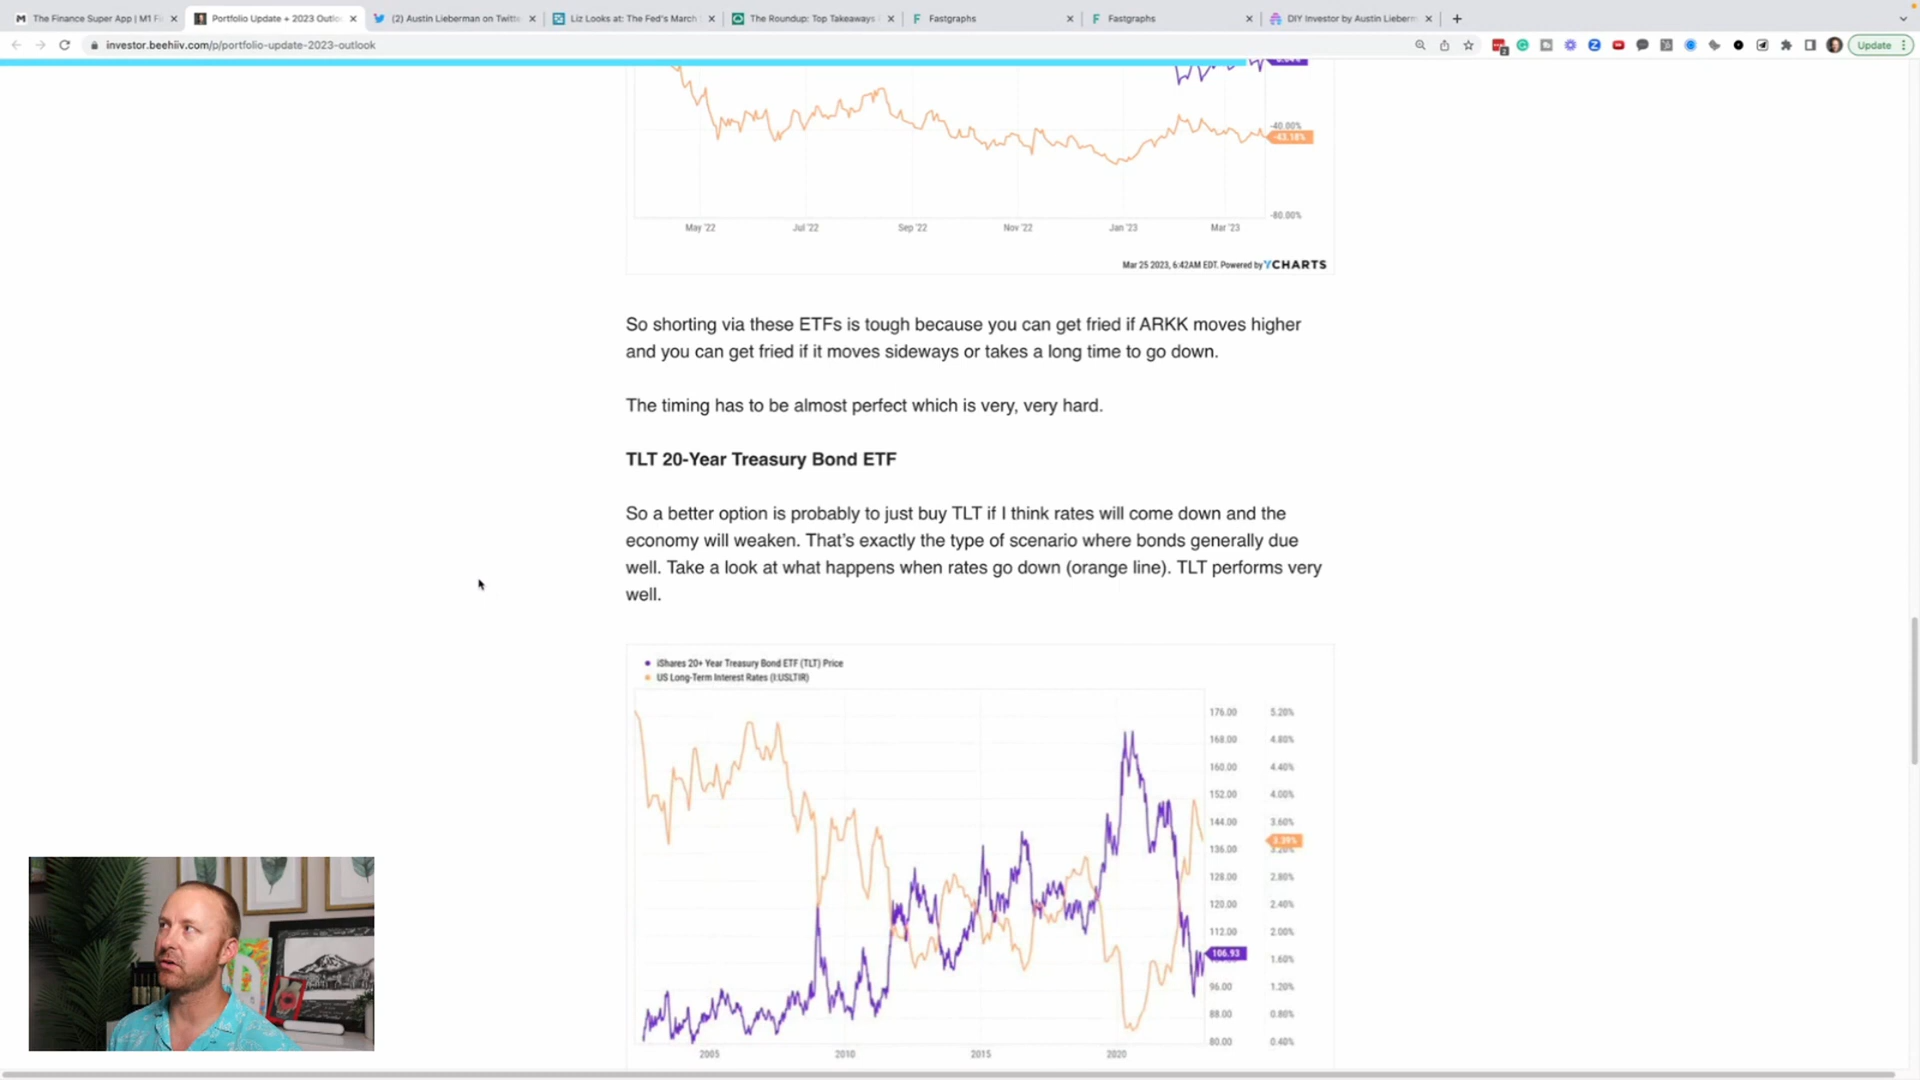 The Finance Super App | M1 Fi
Portfolio Update + 2023 Outlo
(2) Austin Lieberman on Twitte
Liz Looks at: The Fed's March
The Roundup: Top Takeaways
Fastgraphs
Fastgraphs
DIY Investor by Austin Lieberm
investor.beehiiv.com/p/portfolio-update-2023-outlook
Update
-40.00%
-43.18%
-80.00%
May '22
Jul '22
Sep '22
Nov '22
Jan '23
Mar '23
Mar 25 2023, 6:42AM EDT. Powered by YCHARTS
So shorting via these ETFs is tough because you can get fried if ARKK moves higher
and you can get fried if it moves sideways or takes a long time to go down.
The timing has to be almost perfect which is very, very hard.
TLT 20-Year Treasury Bond ETF
So a better option is probably to just buy TLT if I think rates will come down and the
economy will weaken. That's exactly the type of scenario where bonds generally due
well. Take a look at what happens when rates go down (orange line). TLT performs very
well.
iShares 20+ Year Treasury Bond ETF (TLT) Price
US Long-Term Interest Rates (I:USLTIR)
176.00 5.20%
168.00 4.80%
160.00 4.40%
152.00 4.00%
144.00 3.60%
3.39%
136.00 3.20%
128.00 2.80%
120.00 2.40%
112.00 2.00%
106.93
1.60%
96.00 1.20%
88.00 0.80%
80.00 0.40%
2005
2010
2015
2020